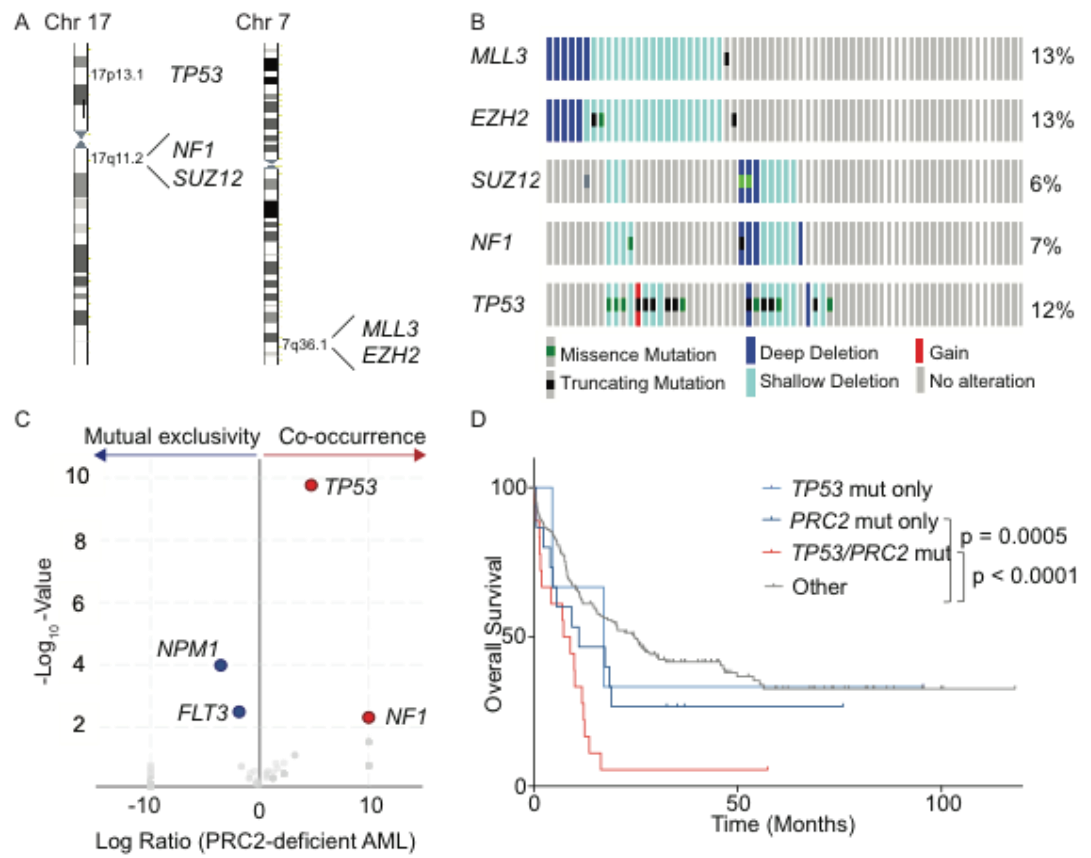 A
Chr 17
Chr 7
17p13.1
TP53
17q11.2
NF1
SUZ12
7q36.1
MLL3
EZH2
B
MLL3
13%
EZH2
13%
SUZ12
6%
NF1
7%
TP53
12%
Missence Mutation
Deep Deletion
Gain
Truncating Mutation
Shallow Deletion
No alteration
C
Mutual exclusivity
Co-occurrence
10
8
6
4
2
-Log10-Value
TP53
NPM1
FLT3
NF1
-10
0
10
Log Ratio (PRC2-deficient AML)
D
100
50
0
Overall Survival
TP53 mut only
PRC2 mut only
TP53/PRC2 mut
Other
p = 0.0005
p < 0.0001
0
50
100
Time (Months)